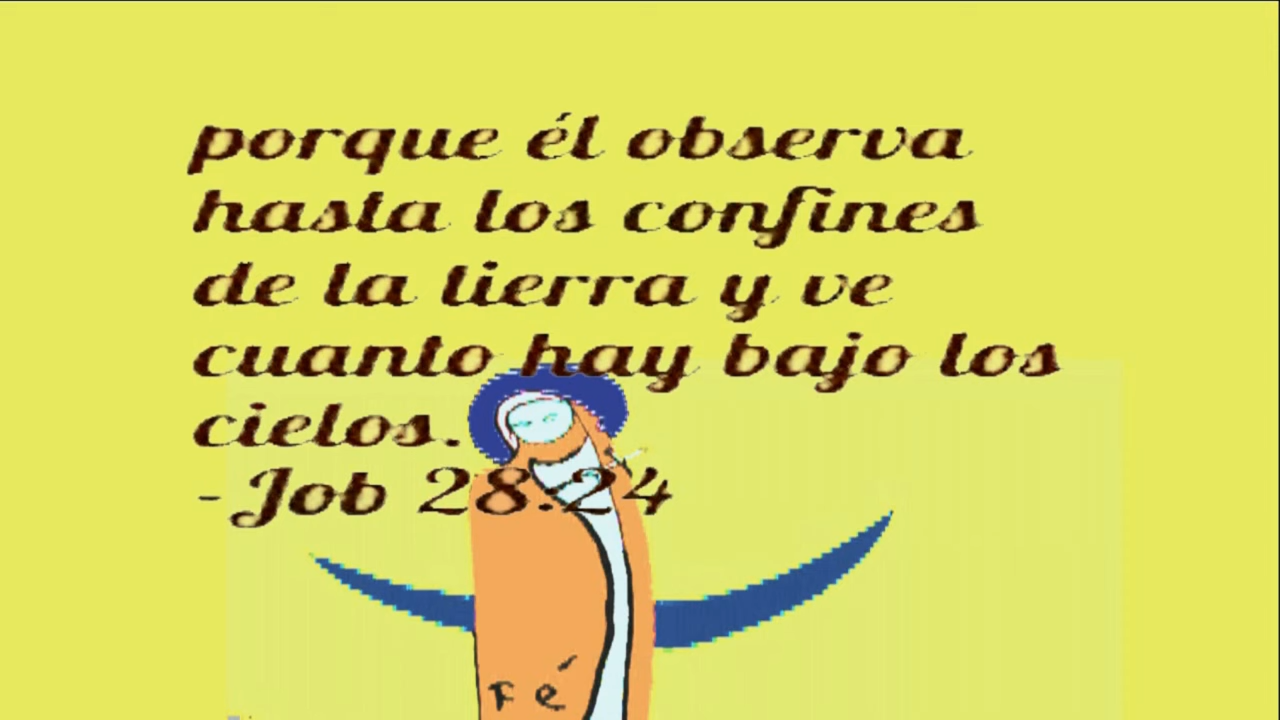 porque él observa
hasta los confines
de la tierra y ve
cuanto hay bajo los
cielos.
- Job 28:24
Fé